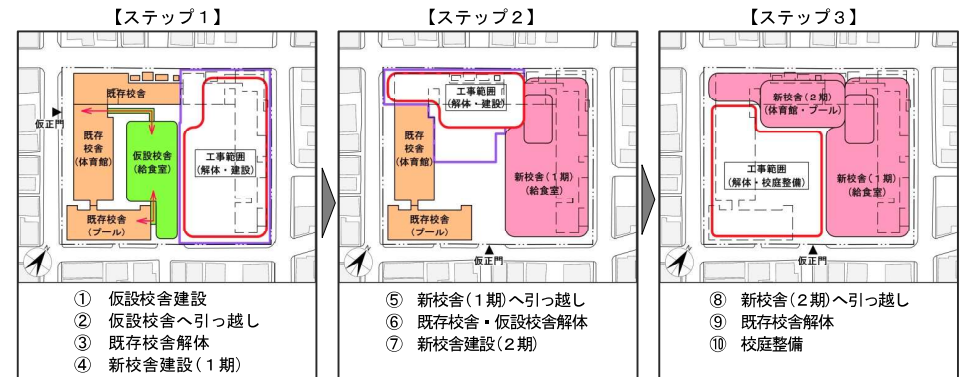 【ステップ1】
既存校舎
仮正門
既存
校舎
(体育館)
仮設校舎
(給食室)
工事範囲
(解体・建設)
既存校舎
(プール)
① 仮設校舎建設
② 仮設校舎へ引っ越し
③ 既存校舎解体
④ 新校舎建設(1期)
【ステップ2】
工事範囲
(解体・建設)
既存
校舎
(体育館)
新校舎(1期)
(給食室)
既存校舎
(プール)
仮正門
⑤ 新校舎(1期)へ引っ越し
⑥ 既存校舎・仮設校舎解体
⑦ 新校舎建設(2期)
【ステップ3】
新校舎(2期)
(体育館・プール)
工事範囲
(解体・校庭整備)
新校舎(1期)
(給食室)
仮正門
⑧ 新校舎(2期)へ引っ越し
⑨ 既存校舎解体
⑩ 校庭整備